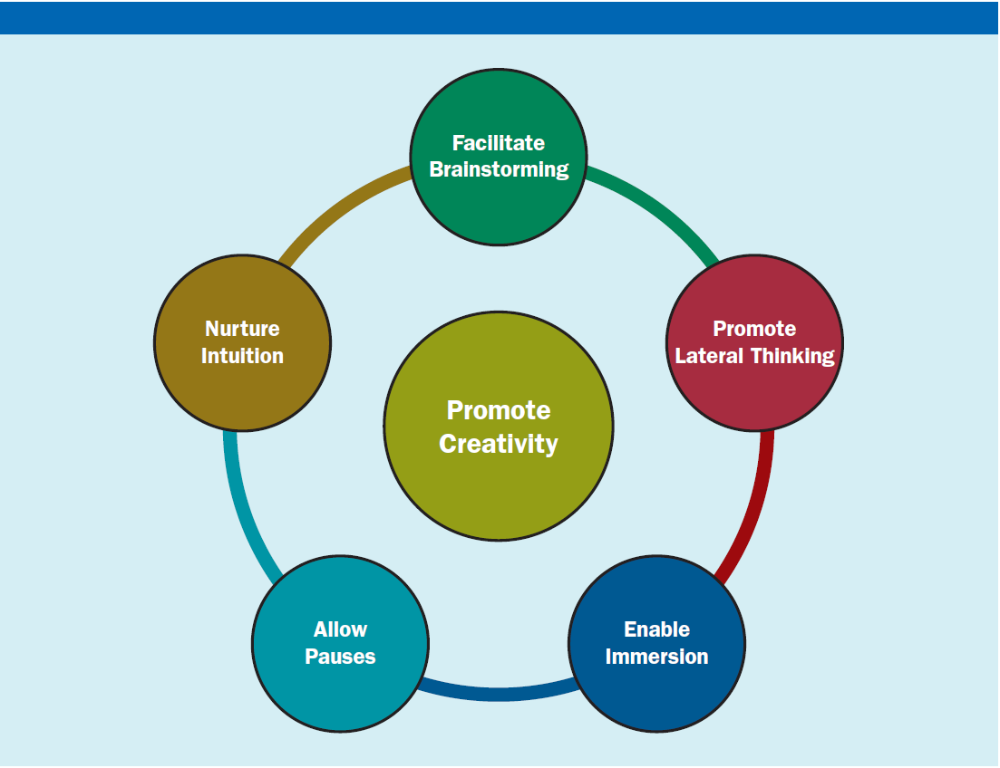 Facilitate
Brainstorming
Nurture
Intuition
Promote
Lateral Thinking
Promote
Creativity
Allow
Pauses
Enable
Immersion